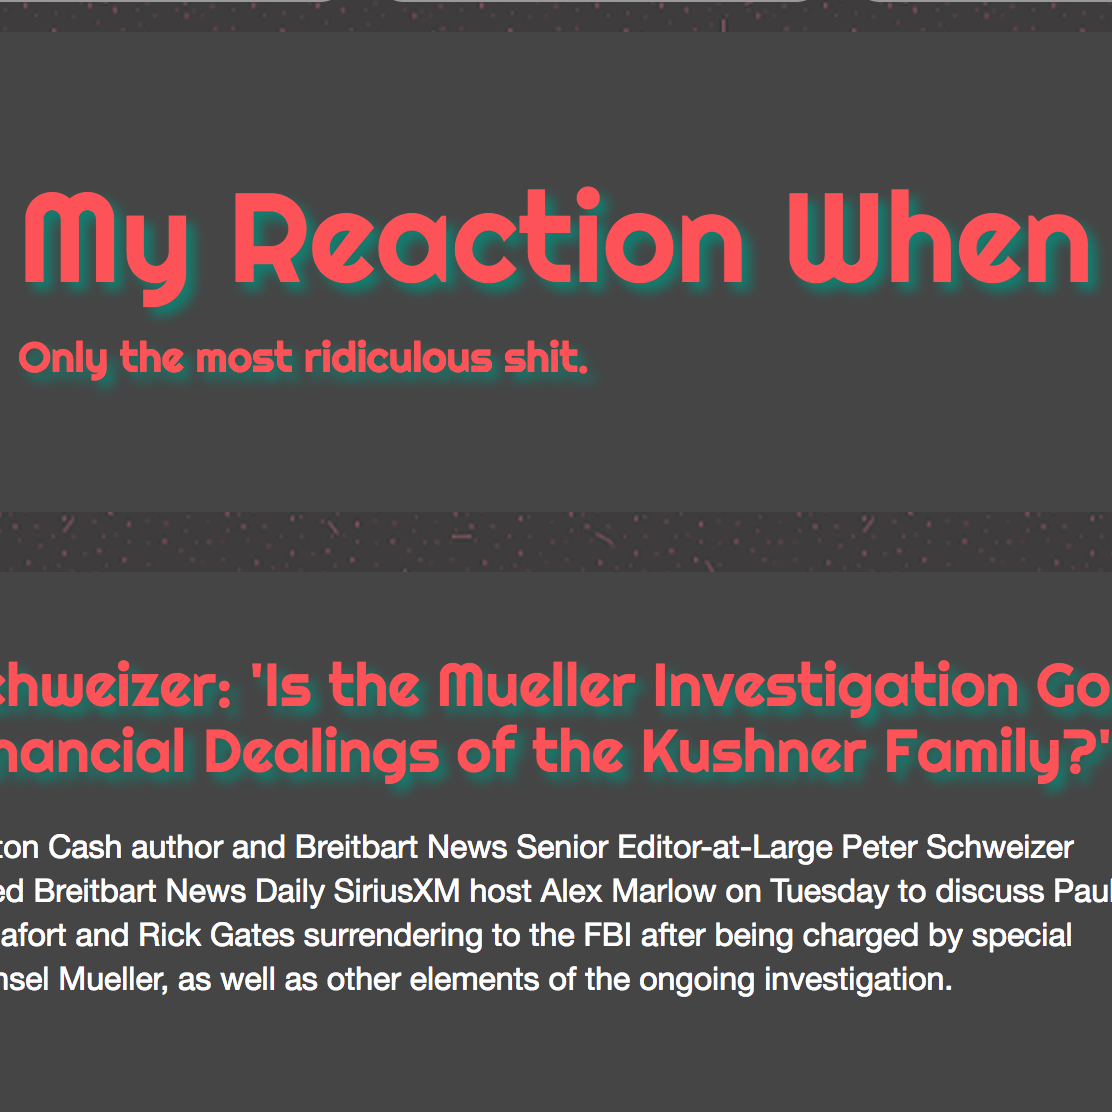 My Reaction When
Only the most ridiculous shit.
chweizer: 'Is the Mueller Investigation Go
nancial Dealings of the Kushner Family?'
ton Cash author and Breitbart News Senior Editor-at-Large Peter Schweizer
ed Breitbart News Daily SiriusXM host Alex Marlow on Tuesday to discuss Paul
afort and Rick Gates surrendering to the FBI after being charged by special
nsel Mueller, as well as other elements of the ongoing investigation.